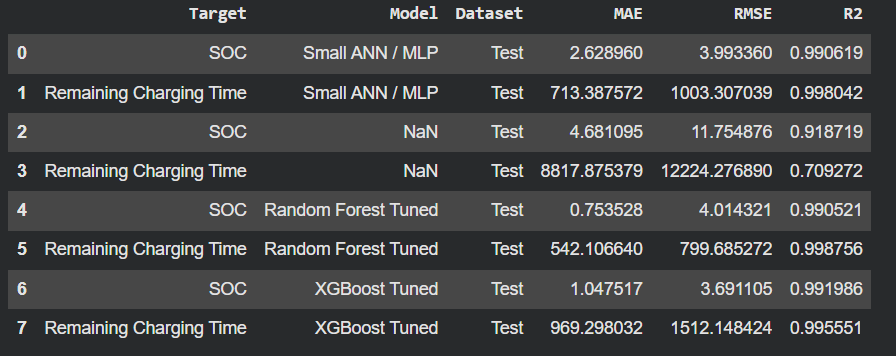 Target Model Dataset MAE RMSE R2
0 SOC Small ANN / MLP Test 2.628960 3.993360 0.990619
1 Remaining Charging Time Small ANN / MLP Test 713.387572 1003.307039 0.998042
2 SOC NaN Test 4.681095 11.754876 0.918719
3 Remaining Charging Time NaN Test 8817.875379 12224.276890 0.709272
4 SOC Random Forest Tuned Test 0.753528 4.014321 0.990521
5 Remaining Charging Time Random Forest Tuned Test 542.106640 799.685272 0.998756
6 SOC XGBoost Tuned Test 1.047517 3.691105 0.991986
7 Remaining Charging Time XGBoost Tuned Test 969.298032 1512.148424 0.995551